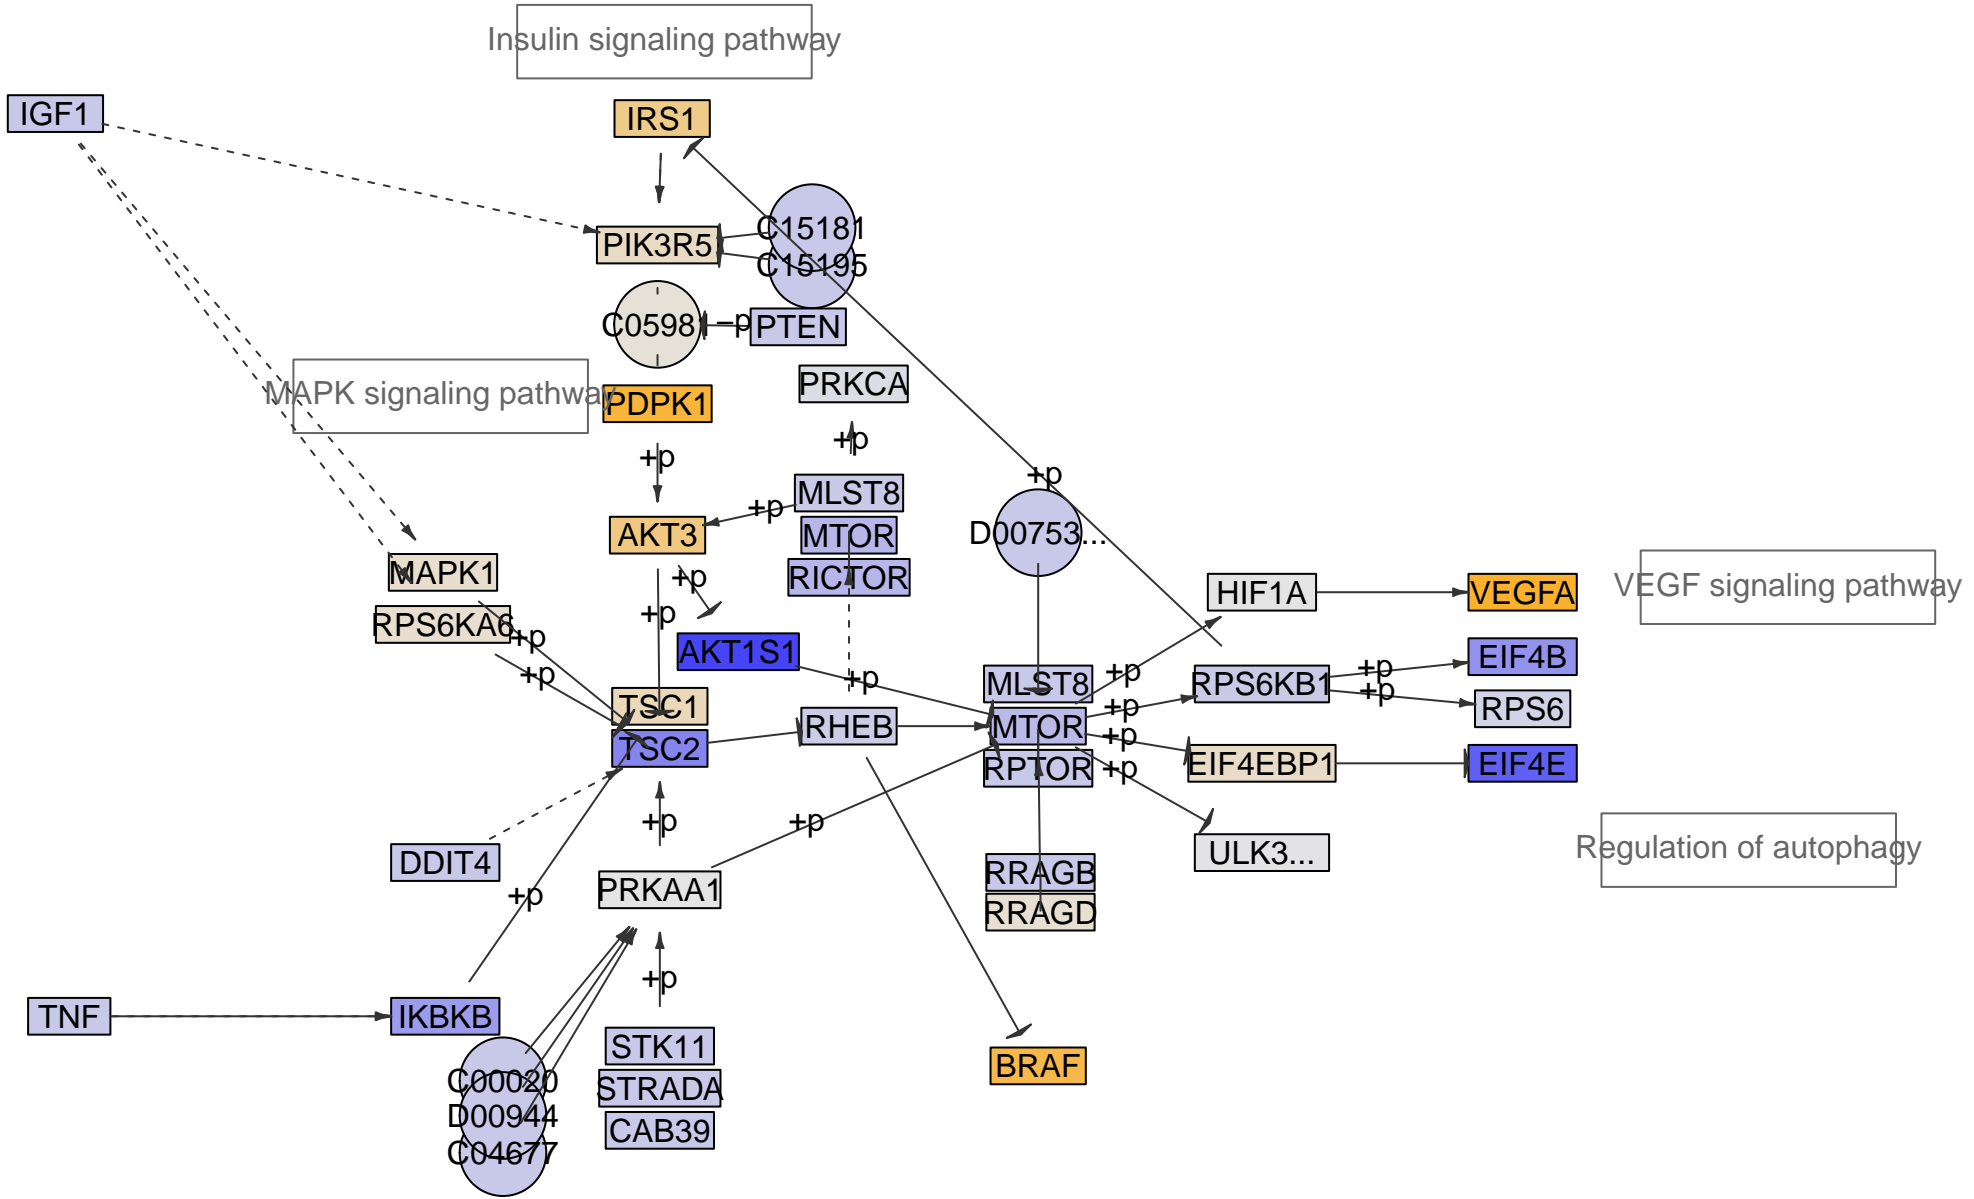 Insulin signaling pathway
IGF1
IRS1
PIK3R5
C15181
C15195
C05981
−p
PTEN
MAPK signaling pathway
PDPK1
PRKCA
+p
+p
MLST8
+p
AKT3
MTOR
RICTOR
+p
D00753...
MAPK1
RPS6KA6
+p
+p
+p
+p
AKT1S1
+p
HIF1A
VEGFA
VEGF signaling pathway
TSC1
TSC2
RHEB
MLST8
MTOR
RPTOR
+p
+p
+p
+p
RPS6KB1
+p
+p
EIF4B
RPS6
EIF4EBP1
EIF4E
DDIT4
+p
+p
+p
PRKAA1
RRAGB
RRAGD
ULK3...
Regulation of autophagy
+p
TNF
IKBKB
STK11
STRADA
CAB39
BRAF
C00020
D00944
C04677